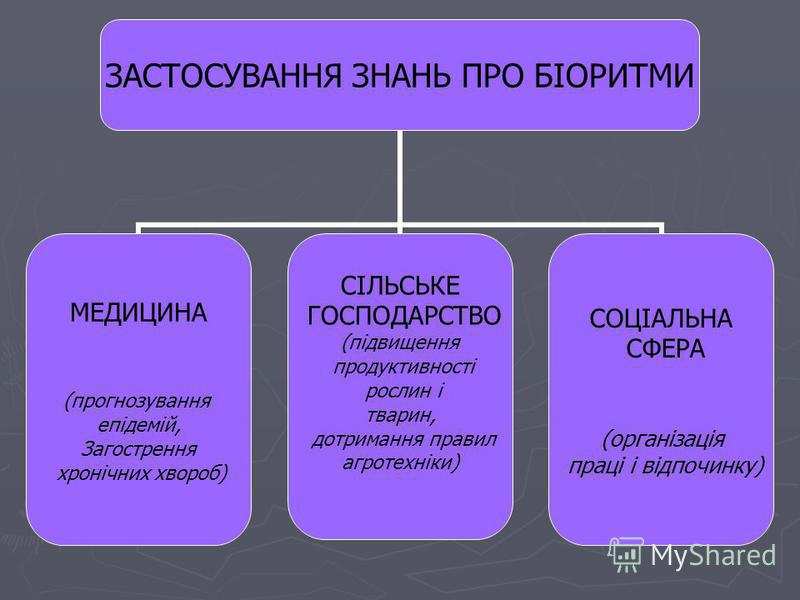 ЗАСТОСУВАННЯ ЗНАНЬ ПРО БІОРИТМИ
МЕДИЦИНА
(прогнозування
епідемій,
Загострення
хронічних хвороб)
СІЛЬСЬКЕ
ГОСПОДАРСТВО
(підвищення
продуктивності
рослин і
тварин,
дотримання правил
агротехніки)
СОЦІАЛЬНА
СФЕРА
(організація
праці і відпочинку)
MyShared